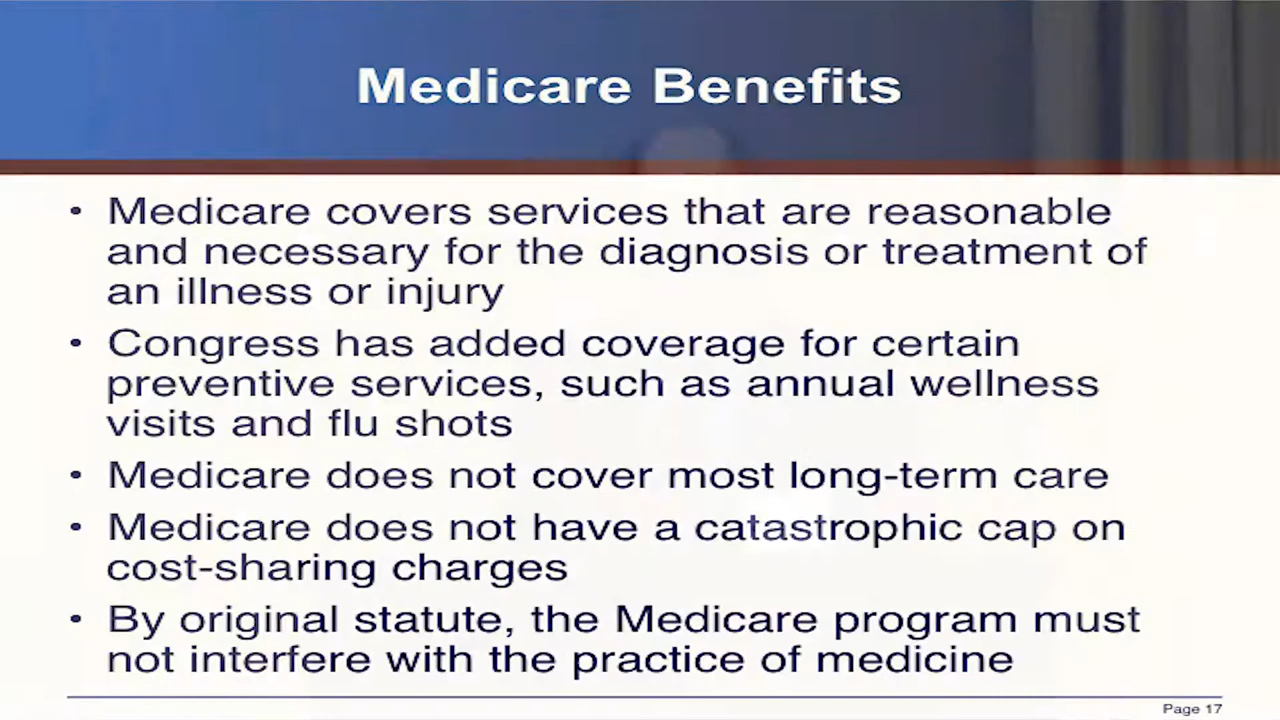 Medicare Benefits
• Medicare covers services that are reasonable
and necessary for the diagnosis or treatment of
an illness or injury
• Congress has added coverage for certain
preventive services, such as annual wellness
visits and flu shots
• Medicare does not cover most long-term care
• Medicare does not have a catastrophic cap on
cost-sharing charges
• By original statute, the Medicare program must
not interfere with the practice of medicine
Page 17